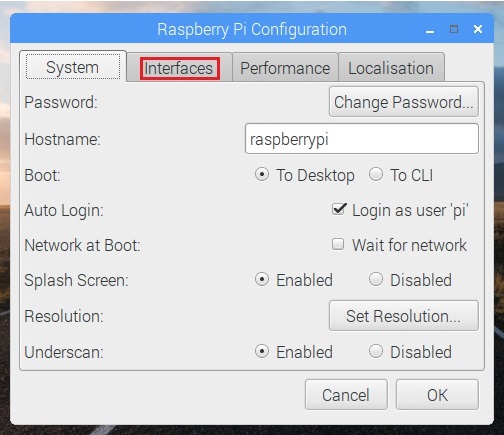 Raspberry Pi Configuration
System Interfaces Performance Localisation
Password: Change Password...
Hostname: raspberrypi
Boot: To Desktop To CLI
Auto Login: Login as user 'pi'
Network at Boot: Wait for network
Splash Screen: Enabled Disabled
Resolution: Set Resolution...
Underscan: Enabled Disabled
Cancel OK